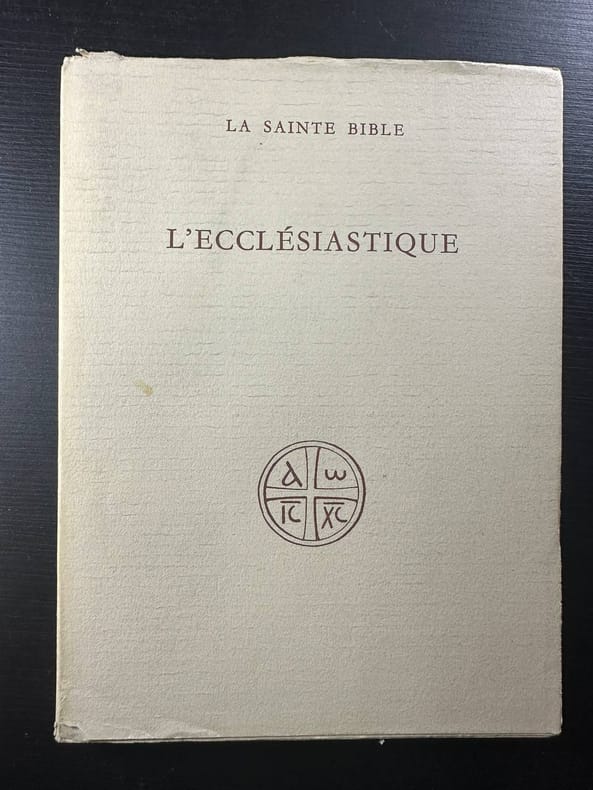 LA SAINTE BIBLE
L'ECCLÉSIASTIQUE
α ω
IC XC